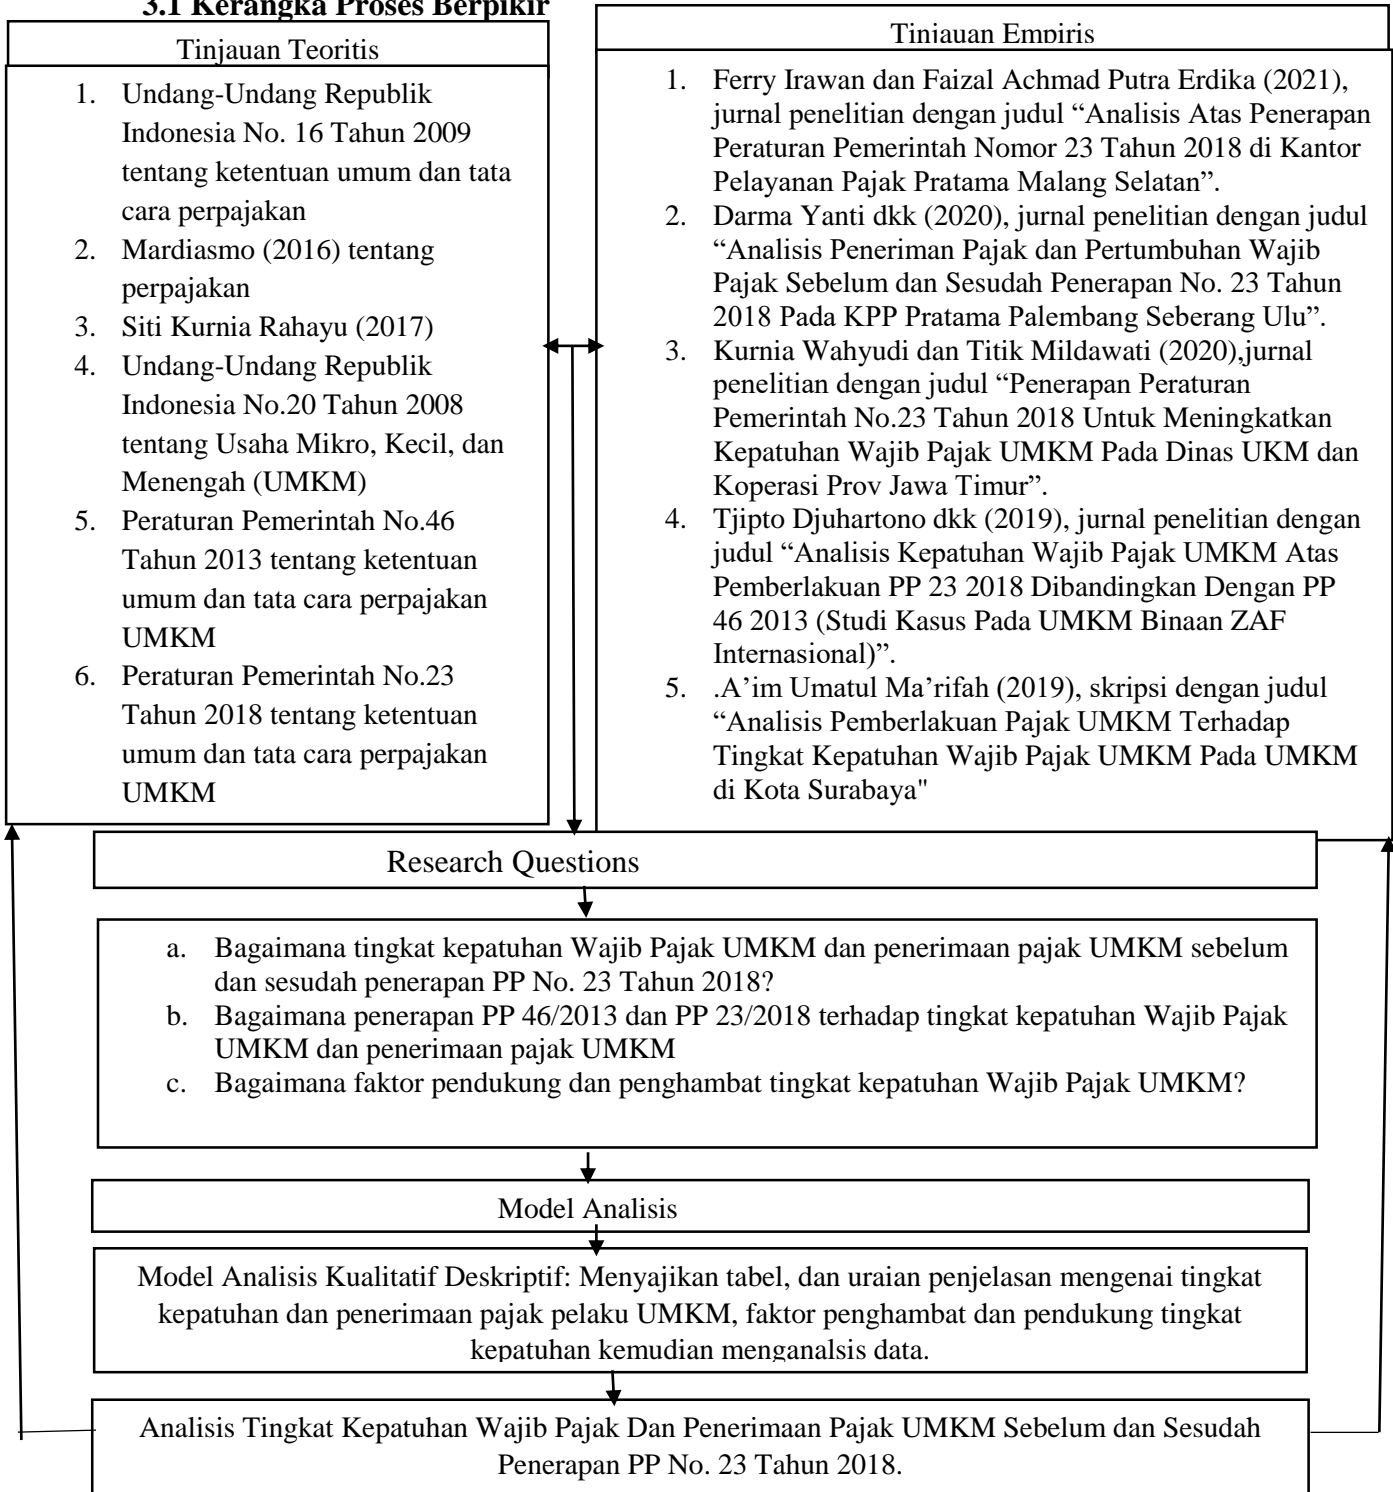 3.1 Kerangka Proses Berpikir
Tinjauan Teoritis
1. Undang-Undang Republik
Indonesia No. 16 Tahun 2009
tentang ketentuan umum dan tata
cara perpajakan
2. Mardiasmo (2016) tentang
perpajakan
3. Siti Kurnia Rahayu (2017)
4. Undang-Undang Republik
Indonesia No.20 Tahun 2008
tentang Usaha Mikro, Kecil, dan
Menengah (UMKM)
5. Peraturan Pemerintah No.46
Tahun 2013 tentang ketentuan
umum dan tata cara perpajakan
UMKM
6. Peraturan Pemerintah No.23
Tahun 2018 tentang ketentuan
umum dan tata cara perpajakan
UMKM
Tinjauan Empiris
1. Ferry Irawan dan Faizal Achmad Putra Erdika (2021),
jurnal penelitian dengan judul “Analisis Atas Penerapan
Peraturan Pemerintah Nomor 23 Tahun 2018 di Kantor
Pelayanan Pajak Pratama Malang Selatan”.
2. Darma Yanti dkk (2020), jurnal penelitian dengan judul
“Analisis Peneriman Pajak dan Pertumbuhan Wajib
Pajak Sebelum dan Sesudah Penerapan No. 23 Tahun
2018 Pada KPP Pratama Palembang Seberang Ulu”.
3. Kurnia Wahyudi dan Titik Mildawati (2020),jurnal
penelitian dengan judul “Penerapan Peraturan
Pemerintah No.23 Tahun 2018 Untuk Meningkatkan
Kepatuhan Wajib Pajak UMKM Pada Dinas UKM dan
Koperasi Prov Jawa Timur”.
4. Tjipto Djuhartono dkk (2019), jurnal penelitian dengan
judul “Analisis Kepatuhan Wajib Pajak UMKM Atas
Pemberlakuan PP 23 2018 Dibandingkan Dengan PP
46 2013 (Studi Kasus Pada UMKM Binaan ZAF
Internasional)”.
5. .A’im Umatul Ma’rifah (2019), skripsi dengan judul
“Analisis Pemberlakuan Pajak UMKM Terhadap
Tingkat Kepatuhan Wajib Pajak UMKM Pada UMKM
di Kota Surabaya"
Research Questions
a. Bagaimana tingkat kepatuhan Wajib Pajak UMKM dan penerimaan pajak UMKM sebelum
dan sesudah penerapan PP No. 23 Tahun 2018?
b. Bagaimana penerapan PP 46/2013 dan PP 23/2018 terhadap tingkat kepatuhan Wajib Pajak
UMKM dan penerimaan pajak UMKM
c. Bagaimana faktor pendukung dan penghambat tingkat kepatuhan Wajib Pajak UMKM?
Model Analisis
Model Analisis Kualitatif Deskriptif: Menyajikan tabel, dan uraian penjelasan mengenai tingkat
kepatuhan dan penerimaan pajak pelaku UMKM, faktor penghambat dan pendukung tingkat
kepatuhan kemudian menganalsis data.
Analisis Tingkat Kepatuhan Wajib Pajak Dan Penerimaan Pajak UMKM Sebelum dan Sesudah
Penerapan PP No. 23 Tahun 2018.